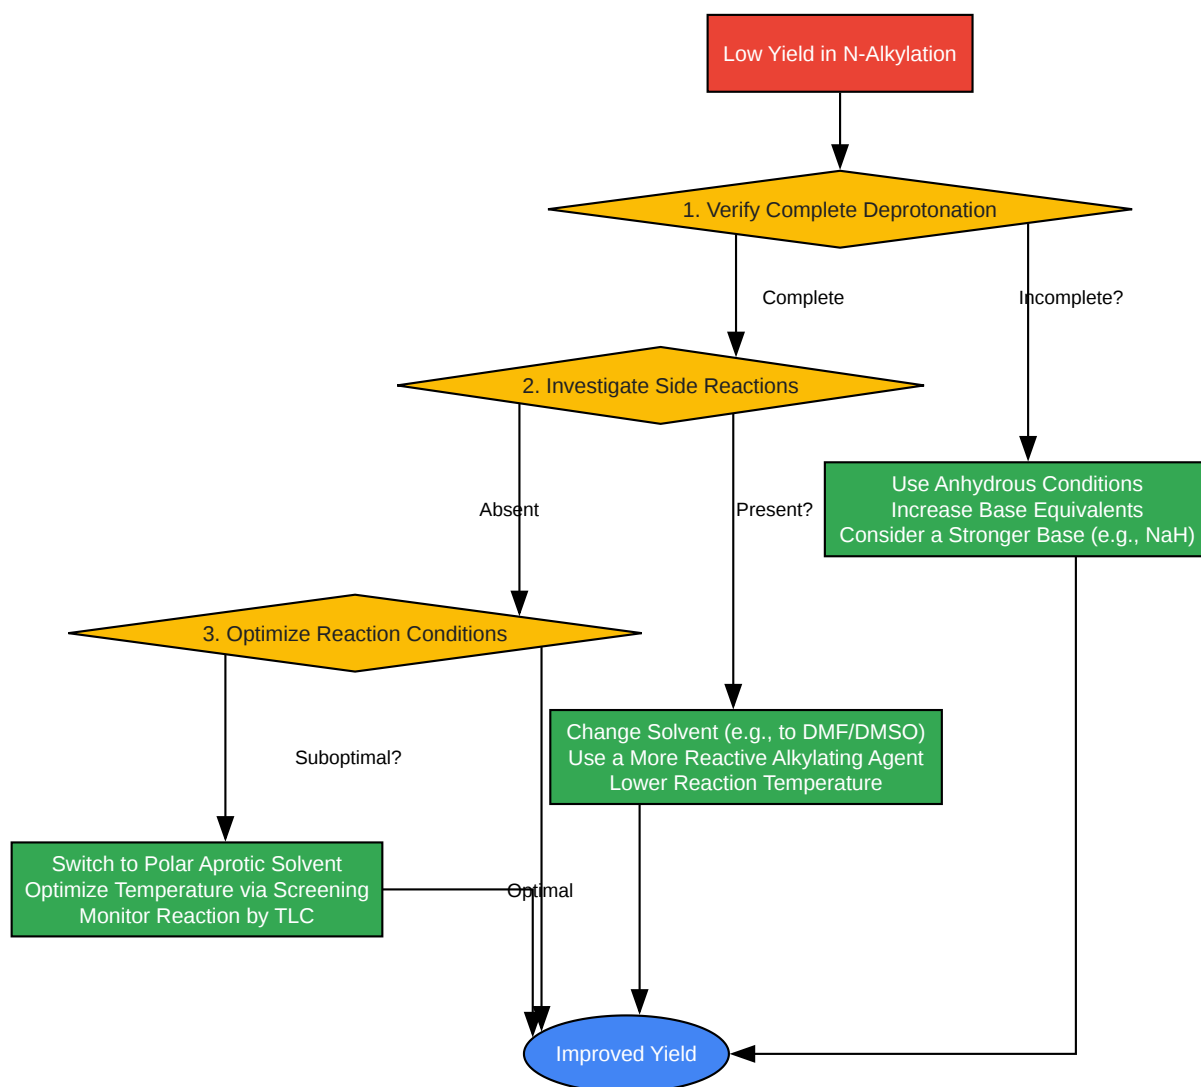 Low Yield in N-Alkylation
1. Verify Complete Deprotonation
Complete
Incomplete?
2. Investigate Side Reactions
Use Anhydrous Conditions
Increase Base Equivalents
Consider a Stronger Base (e.g., NaH)
Absent
Present?
3. Optimize Reaction Conditions
Change Solvent (e.g., to DMF/DMSO)
Use a More Reactive Alkylating Agent
Lower Reaction Temperature
Suboptimal?
Switch to Polar Aprotic Solvent
Optimize Temperature via Screening
Monitor Reaction by TLC
Optimal
Improved Yield